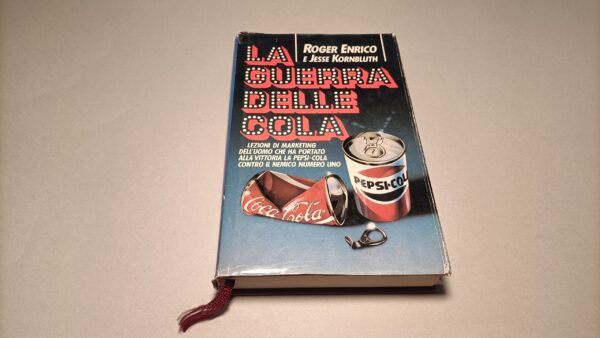 ROGER ENRICO
E JESSE KORNBLUTH
LA
GUERRA
DELLE
COLA
LEZIONI DI MARKETING
DELL'UOMO CHE HA PORTATO
ALLA VITTORIA LA PEPSI-COLA
CONTRO IL NEMICO NUMERO UNO
PEPSI-COL
Coca-Cola